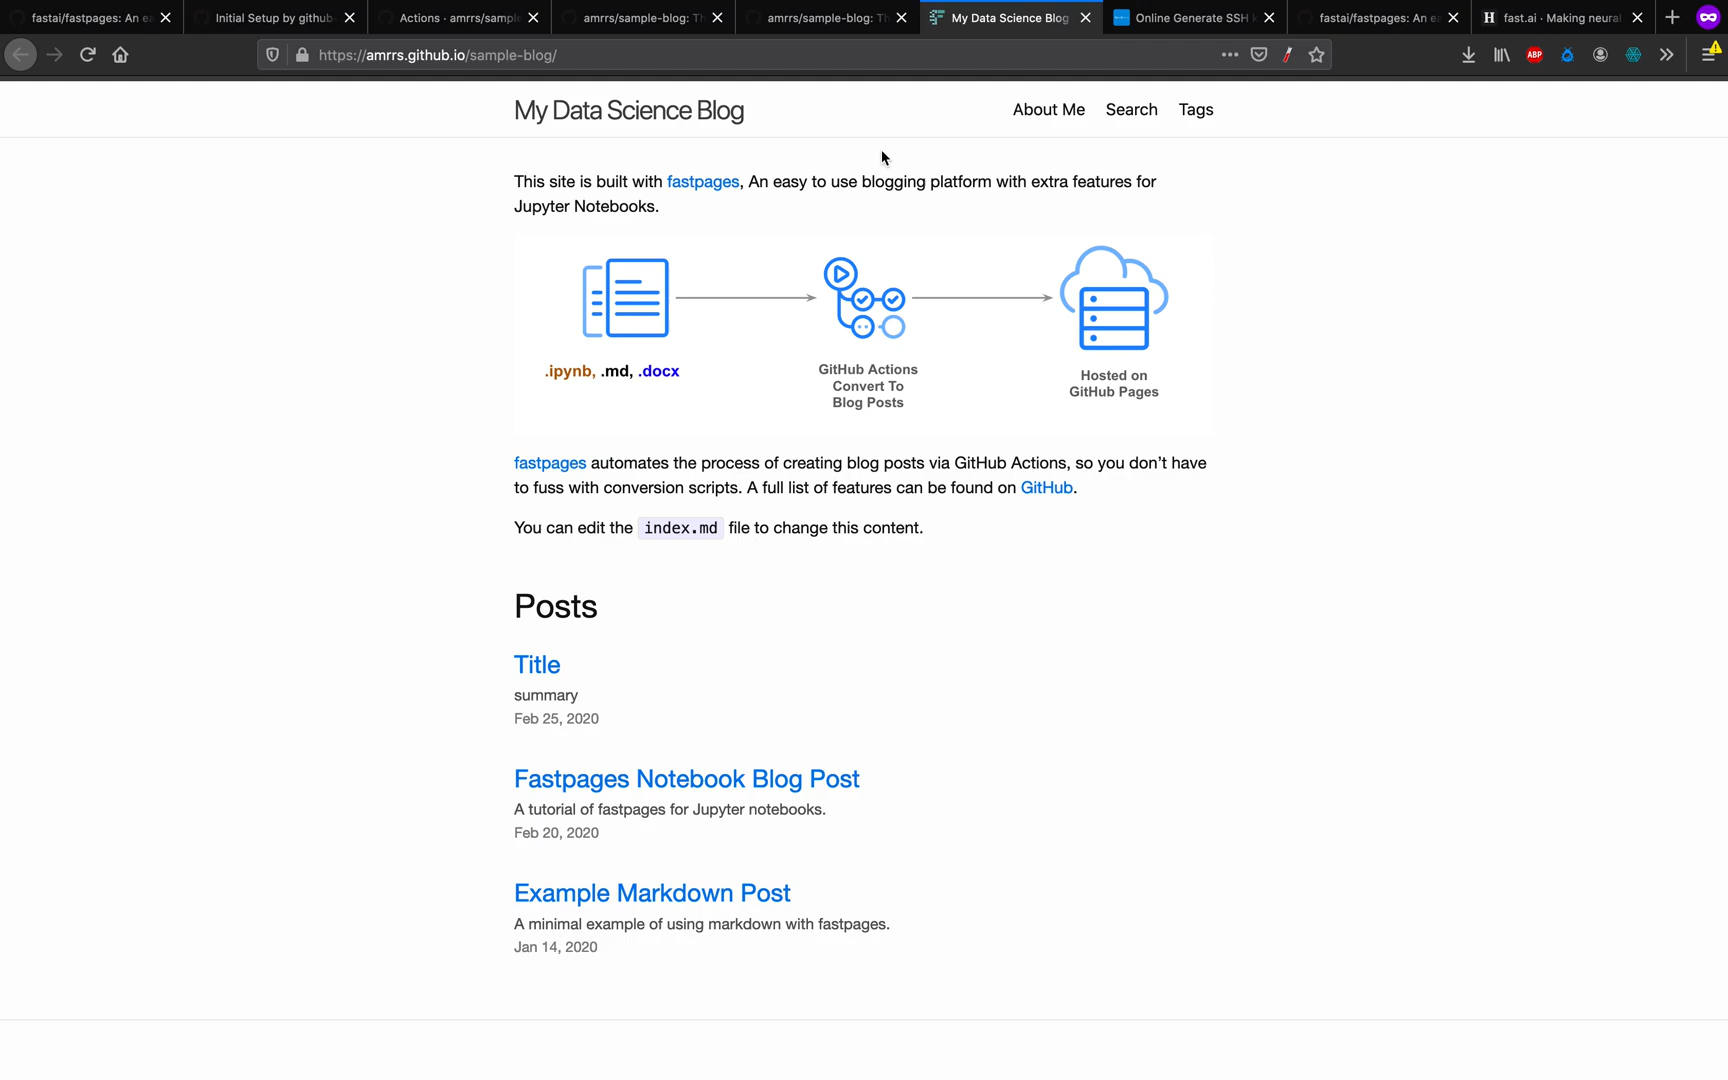 fastai/fastpages: An ea
Initial Setup by github-
Actions · amrrs/sample
amrrs/sample-blog: Th
amrrs/sample-blog: Th
My Data Science Blog
Online Generate SSH k
fastai/fastpages: An ea
H fast.ai · Making neural
https://amrrs.github.io/sample-blog/
ABP
My Data Science Blog
About Me Search Tags
This site is built with fastpages, An easy to use blogging platform with extra features for
Jupyter Notebooks.
.ipynb, .md, .docx
GitHub Actions
Convert To
Blog Posts
Hosted on
GitHub Pages
fastpages automates the process of creating blog posts via GitHub Actions, so you don’t have
to fuss with conversion scripts. A full list of features can be found on GitHub.
You can edit the index.md file to change this content.
Posts
Title
summary
Feb 25, 2020
Fastpages Notebook Blog Post
A tutorial of fastpages for Jupyter notebooks.
Feb 20, 2020
Example Markdown Post
A minimal example of using markdown with fastpages.
Jan 14, 2020